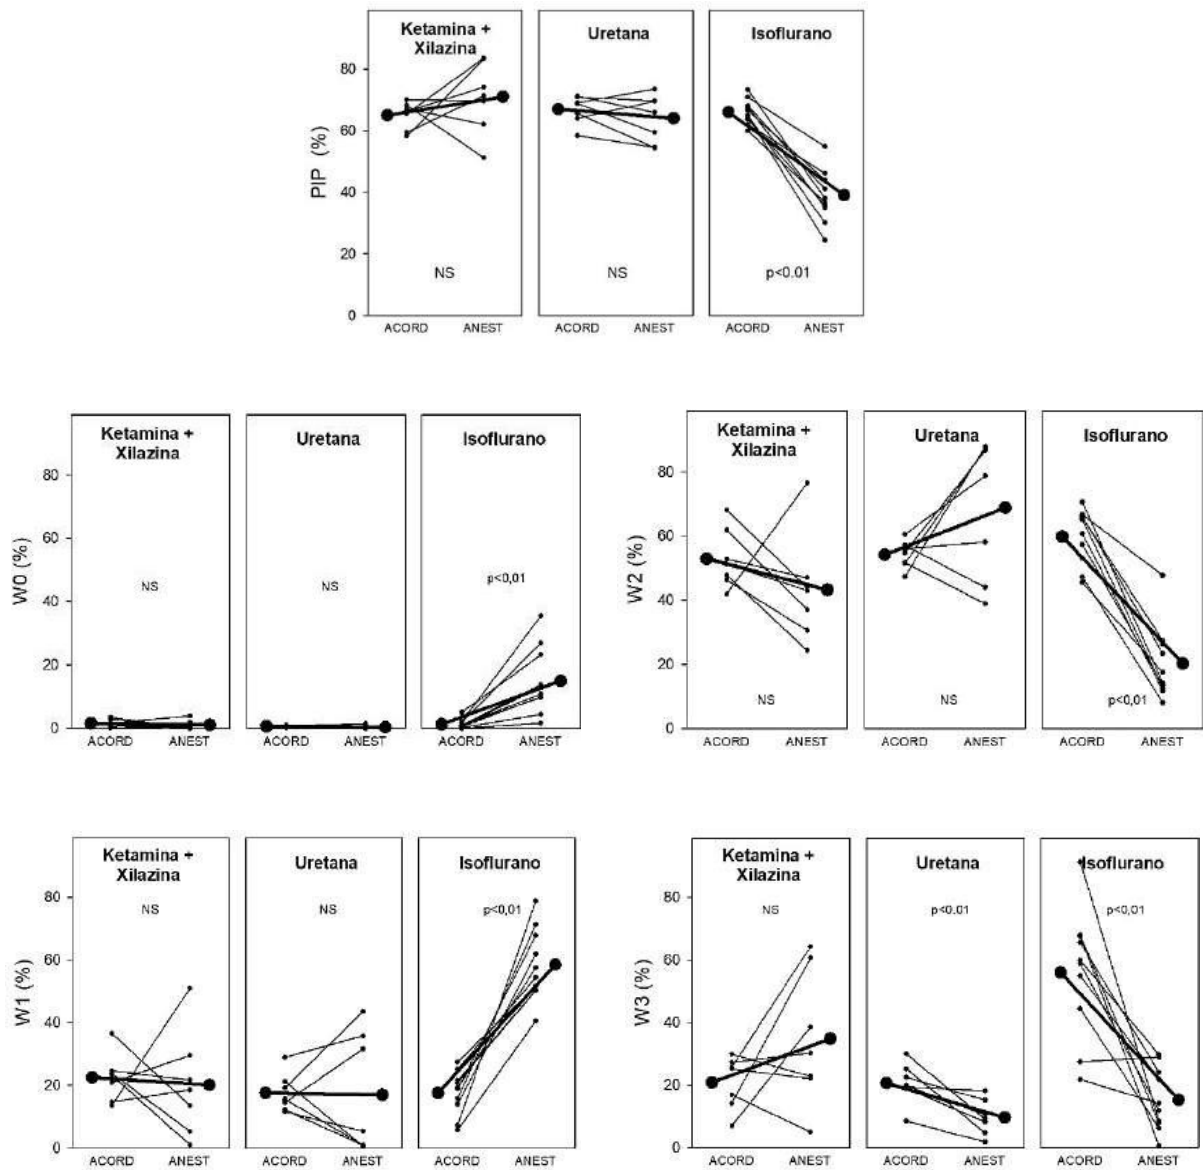 Ketamina +
Xilazina
Uretana
Isoflurano
PIP (%)
80
60
40
20
0
NS
NS
p<0.01
ACORD ANEST
ACORD ANEST
ACORD ANEST
Ketamina +
Xilazina
Uretana
Isoflurano
W0 (%)
80
60
40
20
0
NS
NS
p<0,01
ACORD ANEST
ACORD ANEST
ACORD ANEST
Ketamina +
Xilazina
Uretana
Isoflurano
W2 (%)
80
60
40
20
0
NS
NS
p<0,01
ACORD ANEST
ACORD ANEST
ACORD ANEST
Ketamina +
Xilazina
Uretana
Isoflurano
W1 (%)
80
60
40
20
0
NS
NS
p<0,01
ACORD ANEST
ACORD ANEST
ACORD ANEST
Ketamina +
Xilazina
Uretana
Isoflurano
W3 (%)
80
60
40
20
0
NS
p<0.01
p<0,01
ACORD ANEST
ACORD ANEST
ACORD ANEST